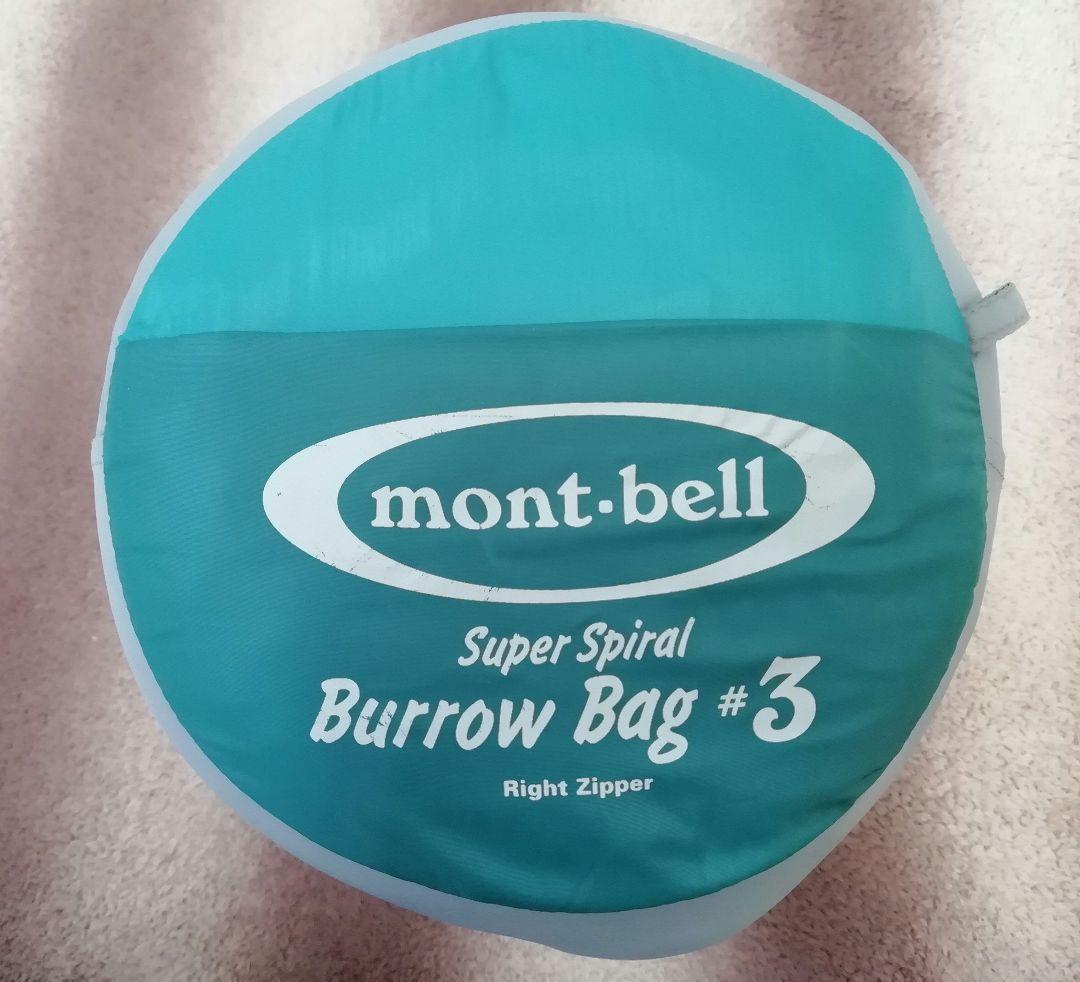 mont·bell
Super Spiral
Burrow Bag #3
Right Zipper